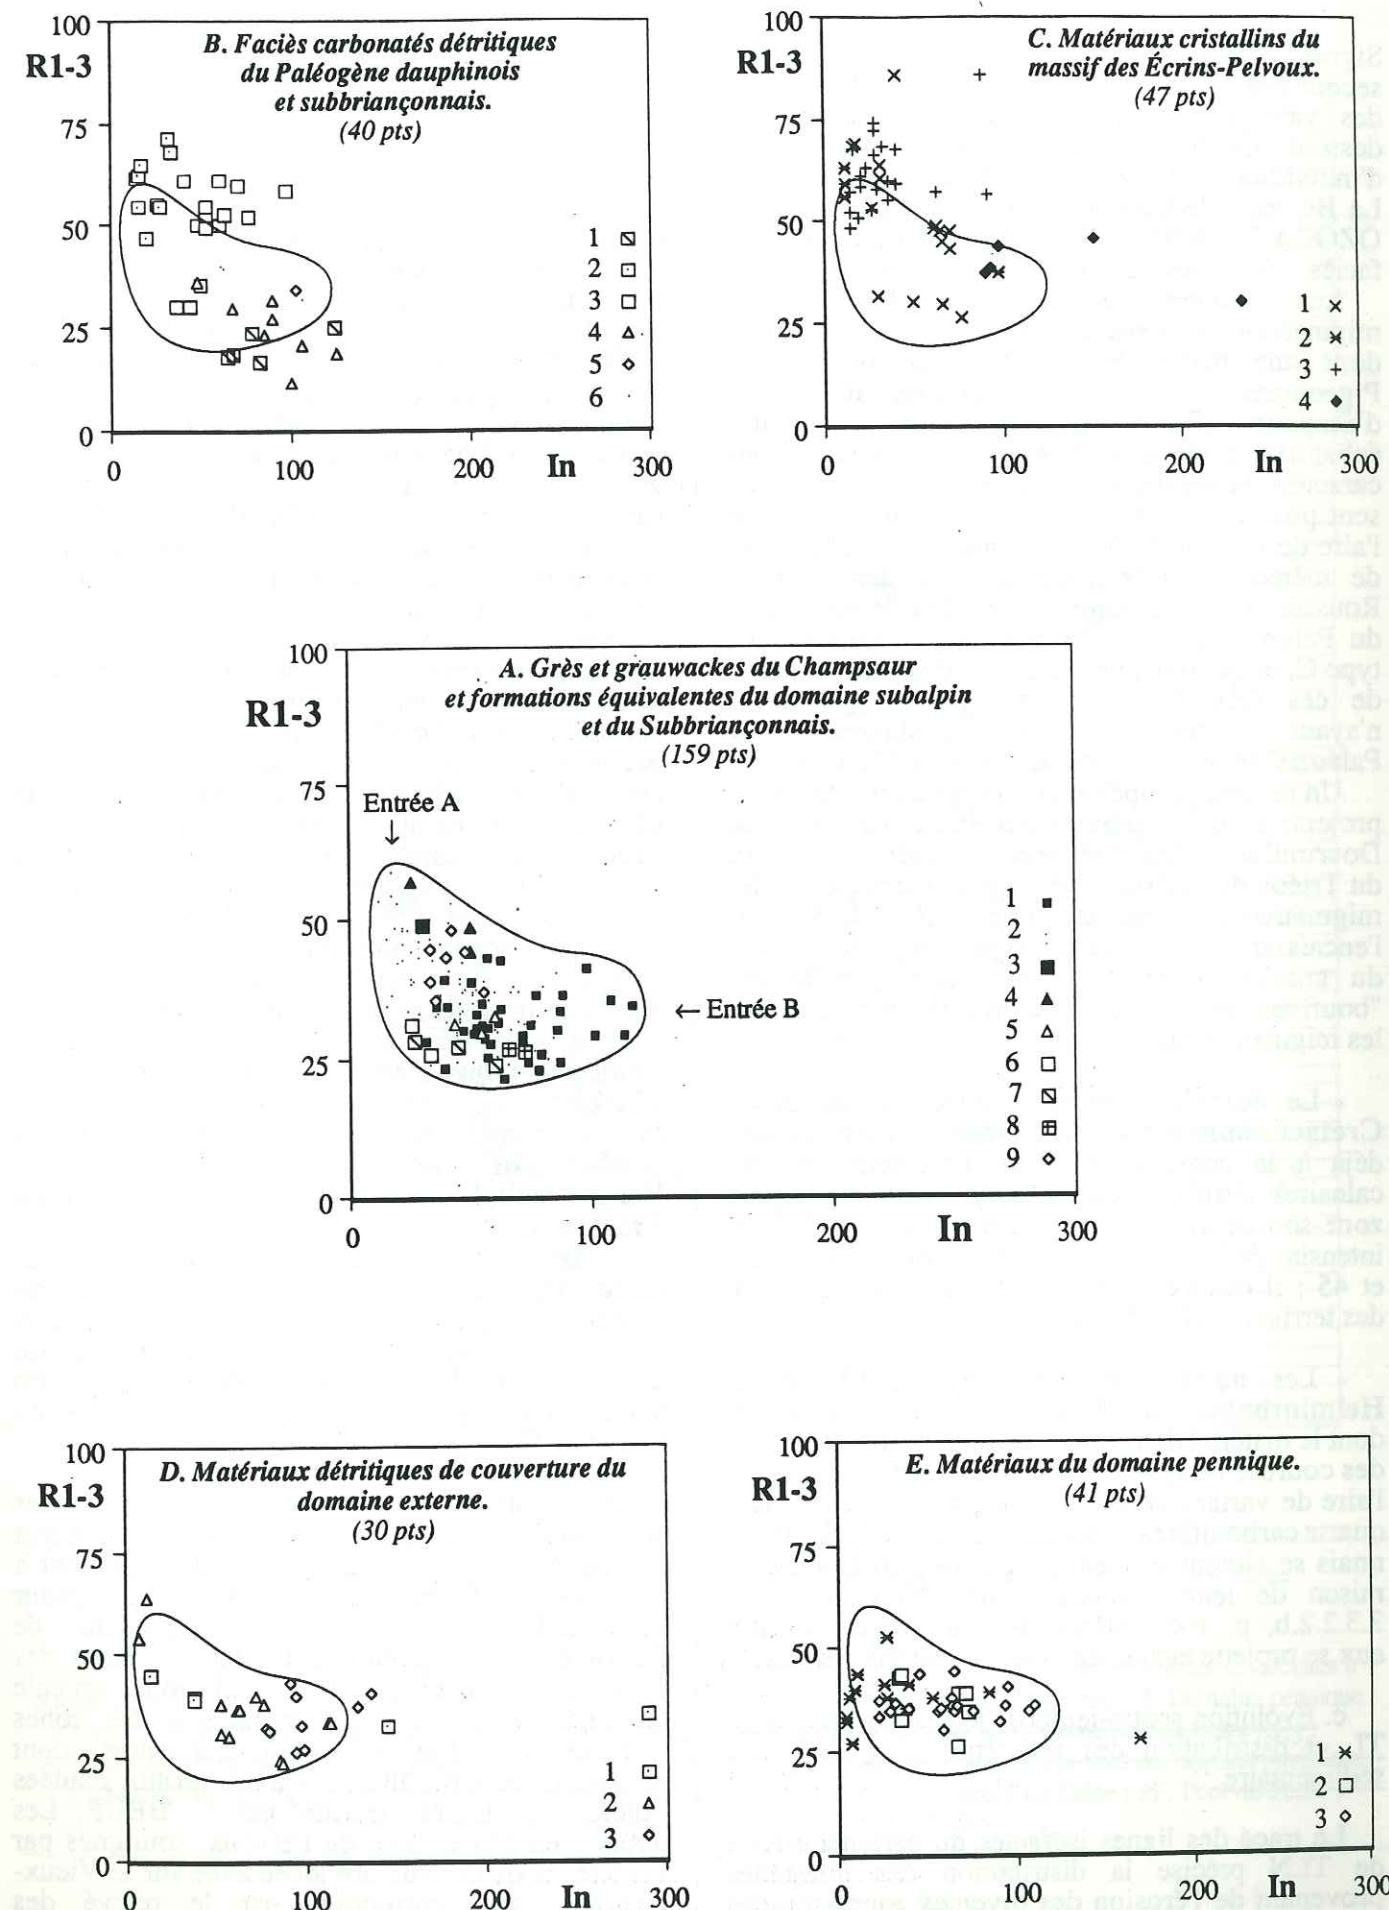 100
R1-3
B. Faciès carbonatés détritiques
du Paléogène dauphinois
et subbriançonnais.
(40 pts)
75
50
25
0
1
2
3
4
5
6
0
100
In
300
100
R1-3
C. Matériaux cristallins du
massif des Écrins-Pelvoux.
(47 pts)
75
50
25
0
1
2
3
4
0
100
200
In
300
100
R1-3
A. Grès et grauwackes du Champsaur
et formations équivalentes du domaine subalpin
et du Subbriançonnais.
(159 pts)
75
Entrée A
↓
50
← Entrée B
25
0
1
2
3
4
5
6
7
8
9
0
100
200
In
300
100
R1-3
D. Matériaux détritiques de couverture du
domaine externe.
(30 pts)
75
50
25
0
1
2
3
0
100
200
In
300
100
R1-3
E. Matériaux du domaine pennique.
(41 pts)
75
50
25
0
1
2
3
0
100
200
In
300